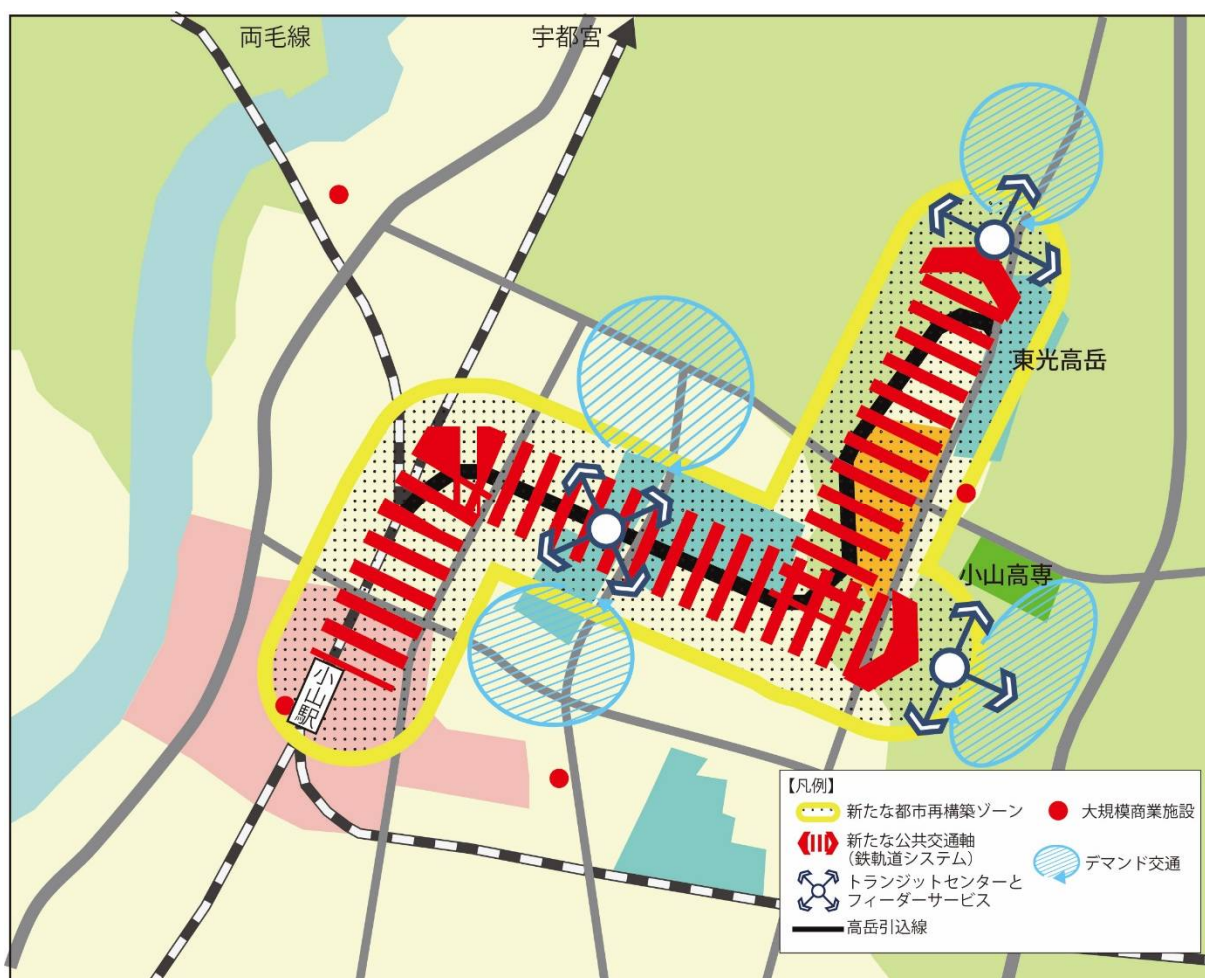 両毛線
宇都宮
東光高岳
小山高専
小山駅
【凡例】
新たな都市再構築ゾーン
新たな公共交通軸
（鉄軌道システム）
トランジットセンターと
フィーダーサービス
高岳引込線
大規模商業施設
デマンド交通